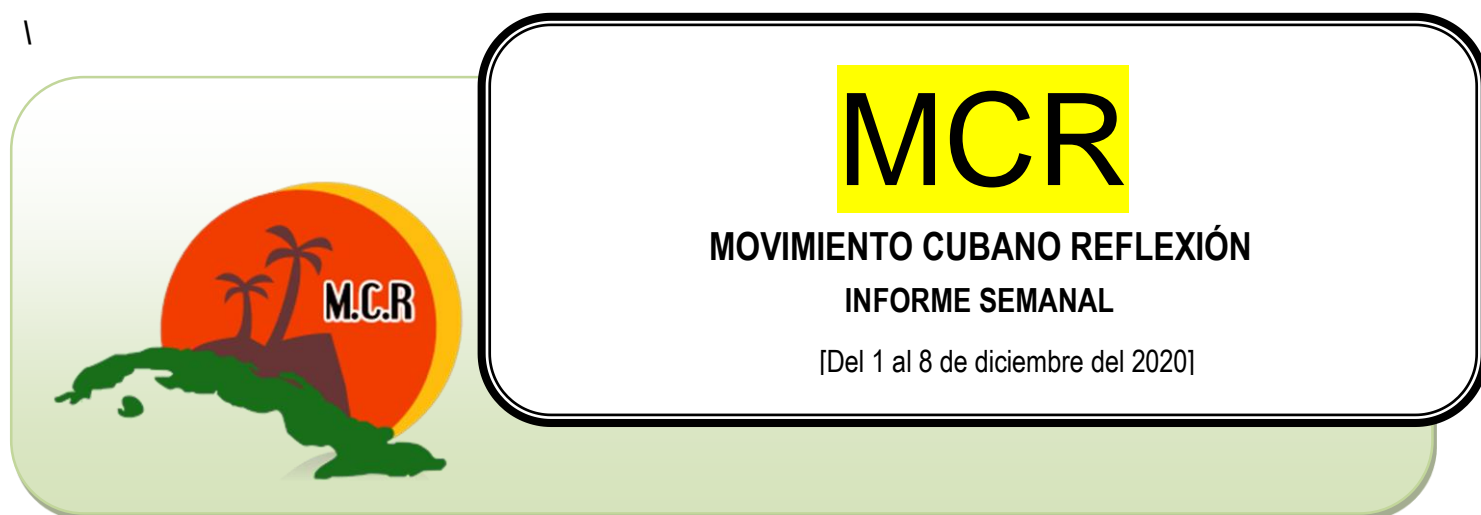 \
MCR
MOVIMIENTO CUBANO REFLEXIÓN
INFORME SEMANAL
[Del 1 al 8 de diciembre del 2020]
M.C.R